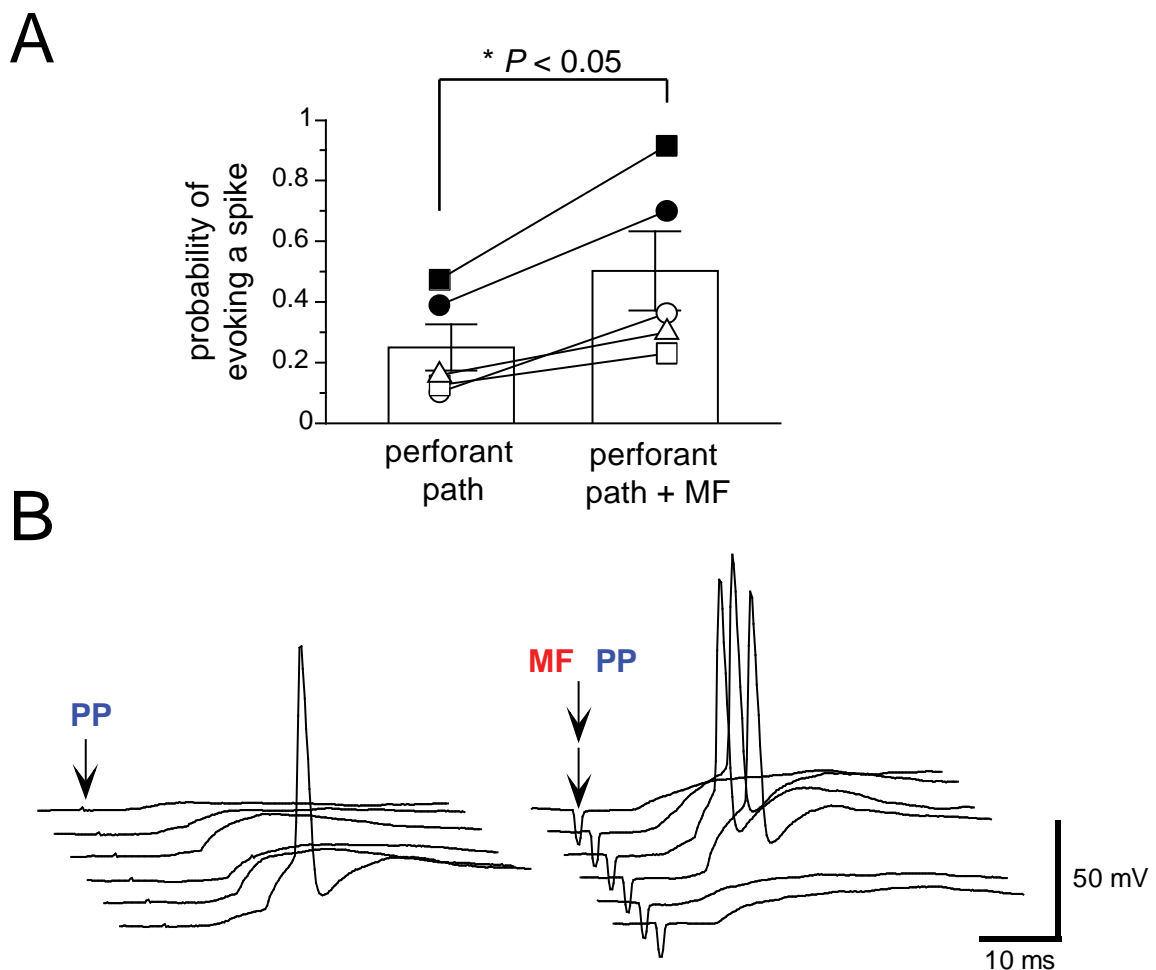 A
* P < 0.05
1
0.8
0.6
0.4
0.2
0
probability of
evoking a spike
perforant
path
perforant
path + MF
B
PP
MF PP
50 mV
10 ms